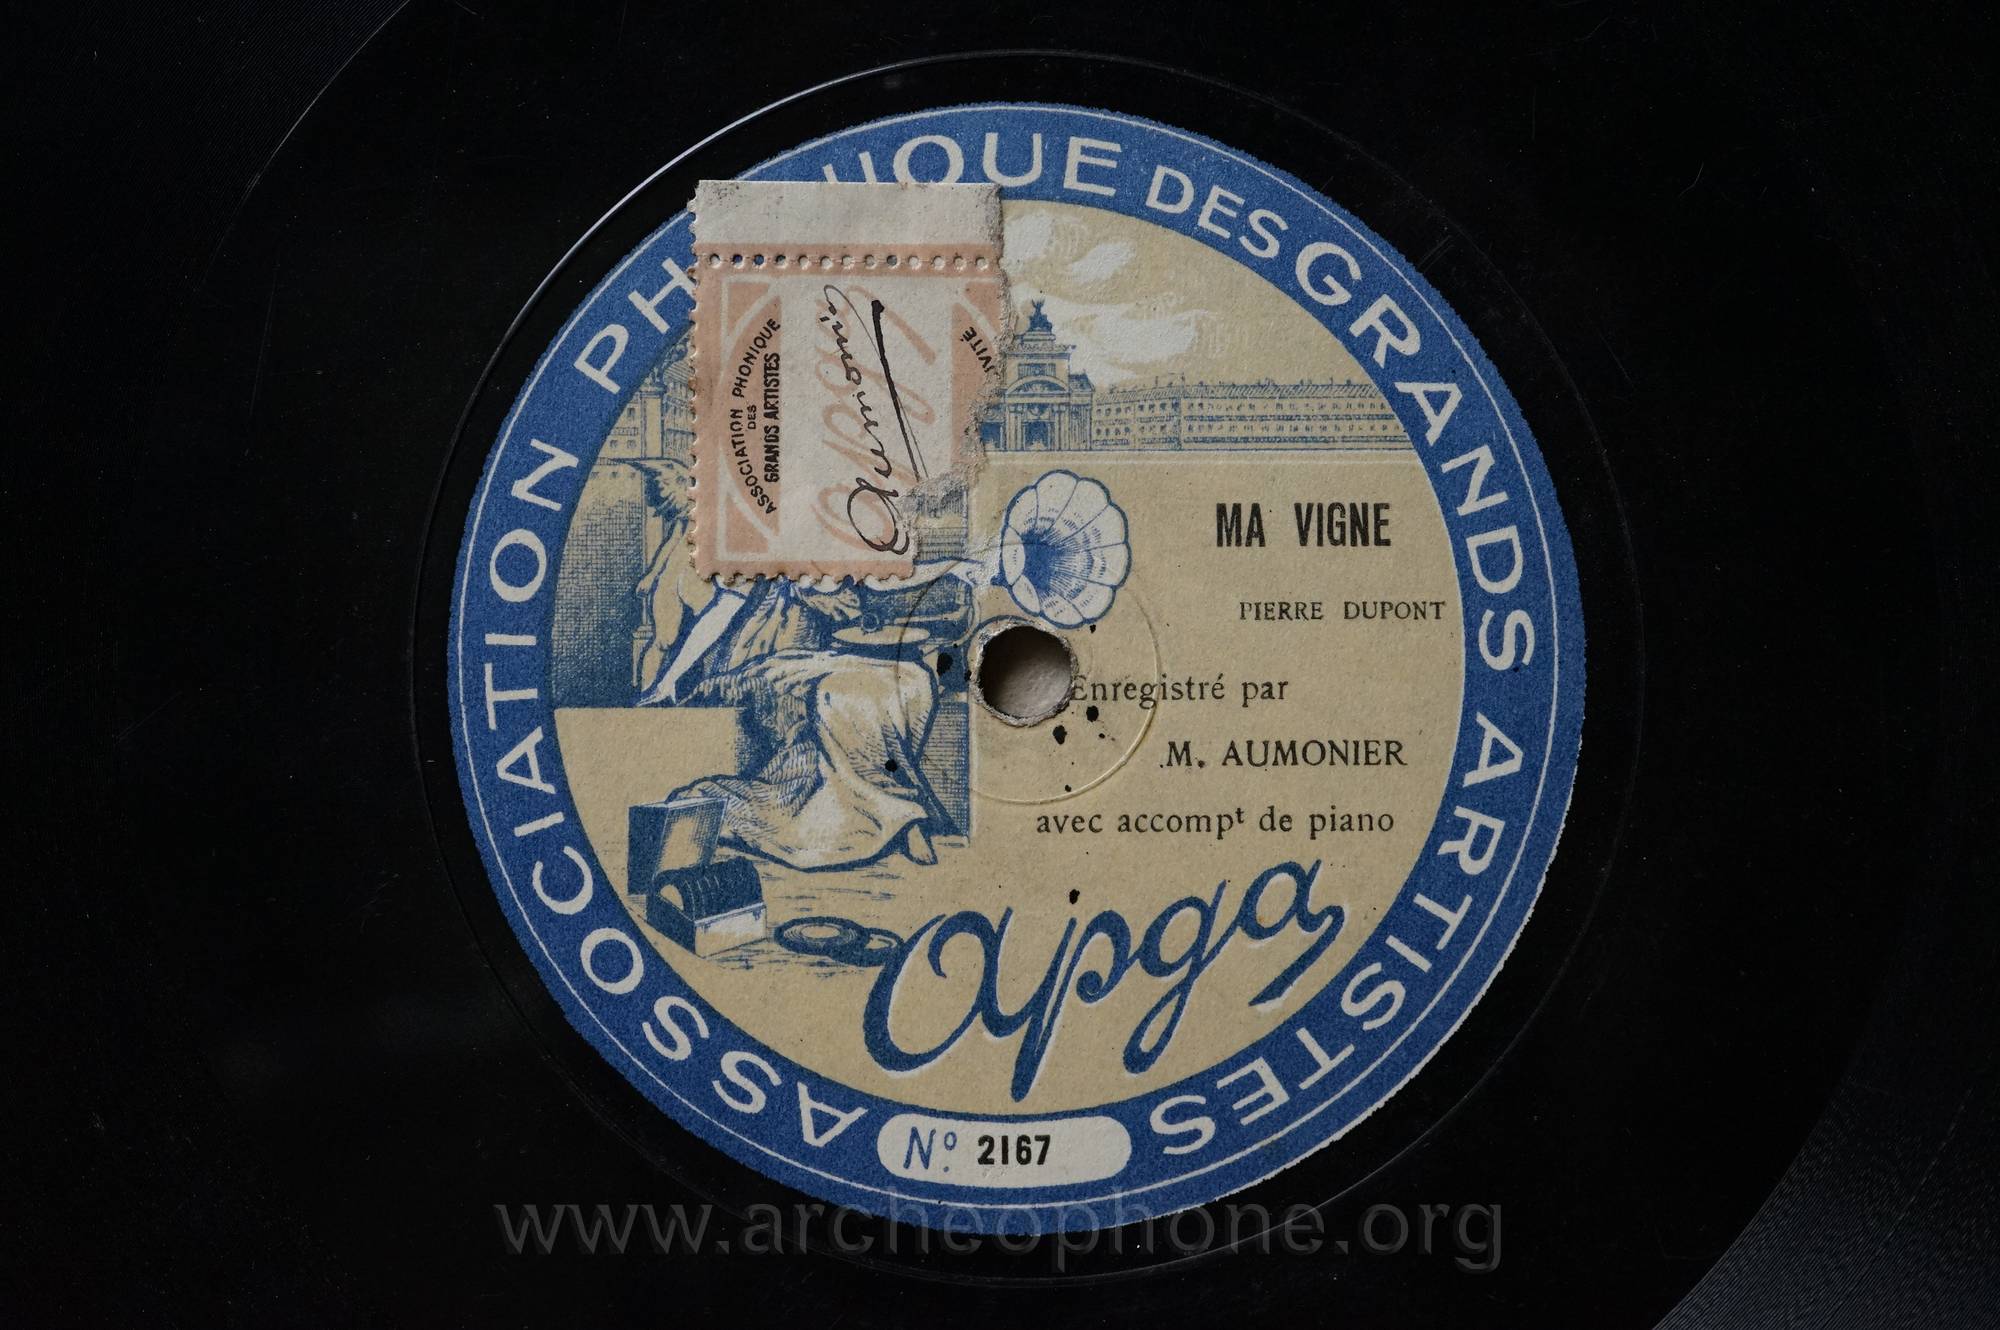 ASSOCIATION PH HONIQUE DES GRANDS ARTISTES
ASSOCIATION PHONIQUE
DES
GRANDS ARTISTES
Aumonier
MA VIGNE
PIERRE DUPONT
Enregistré par
M. AUMONIER
avec accompt de piano
apga
No. 2167
www.archeophone.org